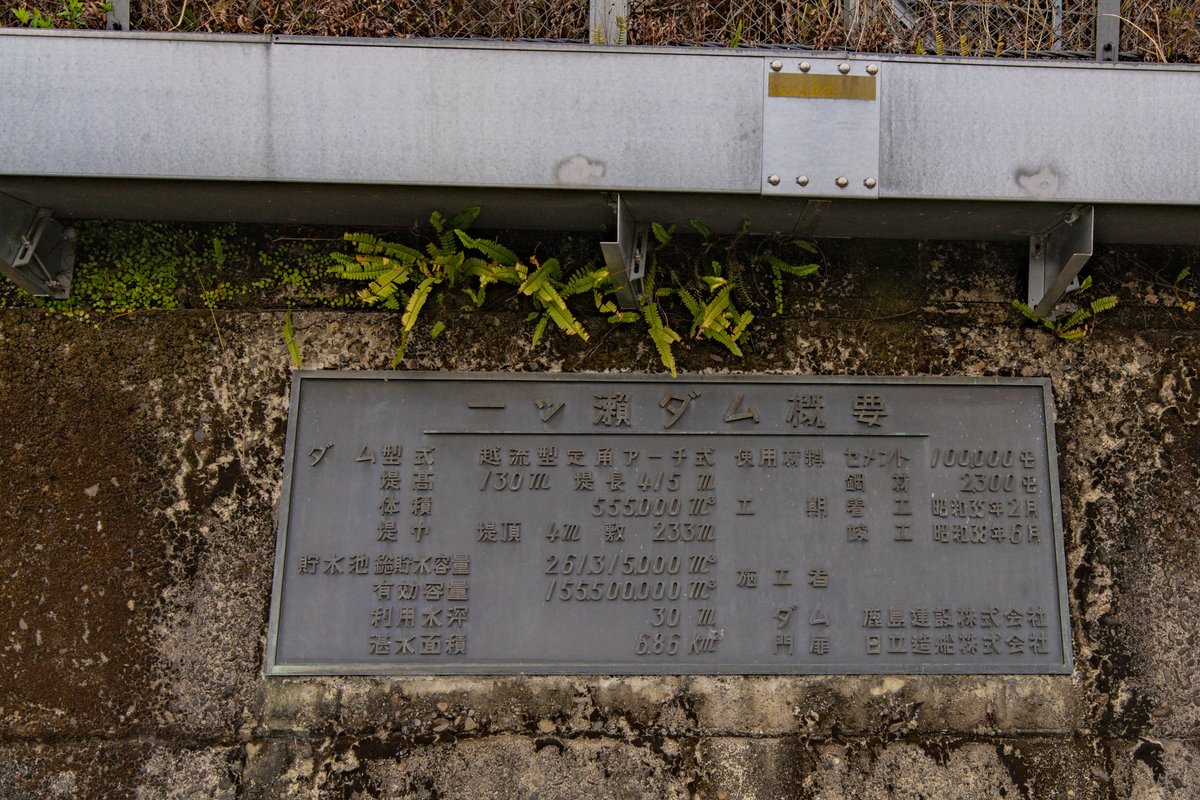 一ッ瀬ダム概要
ダム型式 越流型定角アーチ式
堤高 130m 堤長 415m
体積 555,000m³
堤巾 堤頂 4m 敷 23.3m
貯水池 総貯水容量 261,315,000m³
有効容量 155,500,000m³
利用水深 30m
湛水面積 6.86Km²
使用材料 セメント 100,000屯
鋼材 2,300屯
工期 着工 昭和35年2月
竣工 昭和38年6月
施工者
ダム 鹿島建設株式会社
門扉 日立造船株式会社